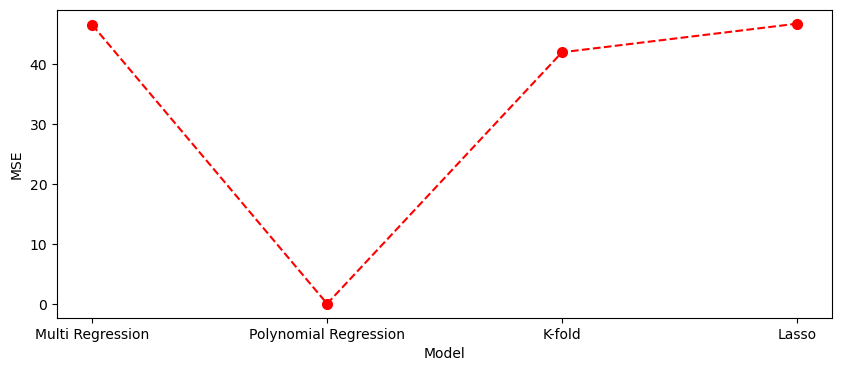 MSE
40
30
20
10
0
Multi Regression
Polynomial Regression
K-fold
Lasso
Model